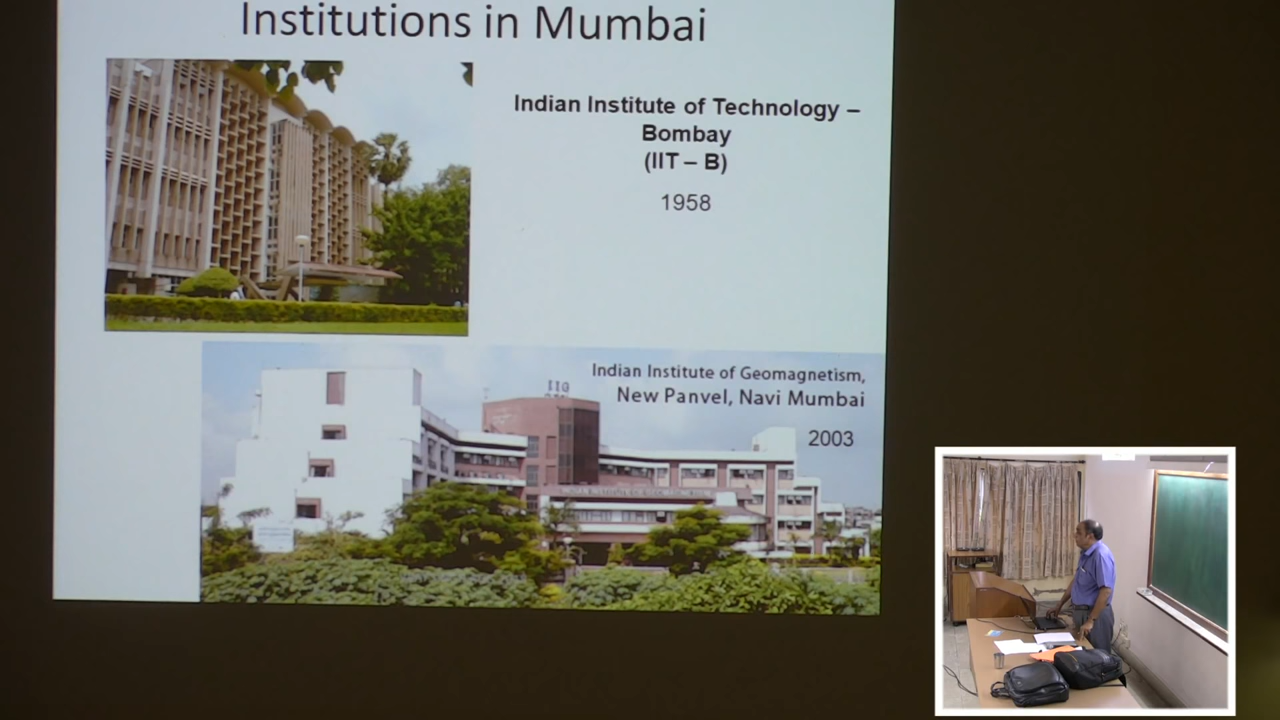 Institutions in Mumbai
Indian Institute of Technology –
Bombay
(IIT – B)
1958
Indian Institute of Geomagnetism,
New Panvel, Navi Mumbai
2003
IIG